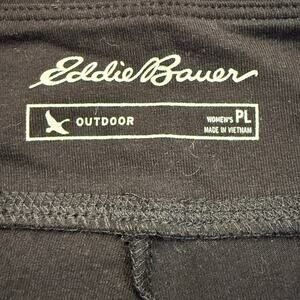 Eddie Bauer
OUTDOOR
WOMEN'S PL
MADE IN VIETNAM